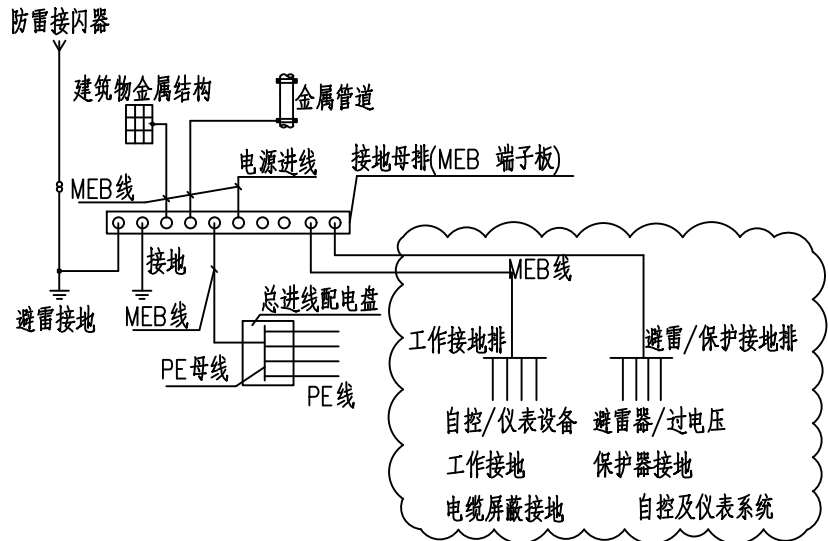 防雷接闪器
建筑物金属结构
金属管道
电源进线
接地母排(MEB 端子板)
MEB线
接地
MEB线
避雷接地
MEB线
总进线配电盘
PE母线
PE线
工作接地排
避雷/保护接地排
自控/仪表设备
避雷器/过电压
工作接地
保护器接地
电缆屏蔽接地
自控及仪表系统